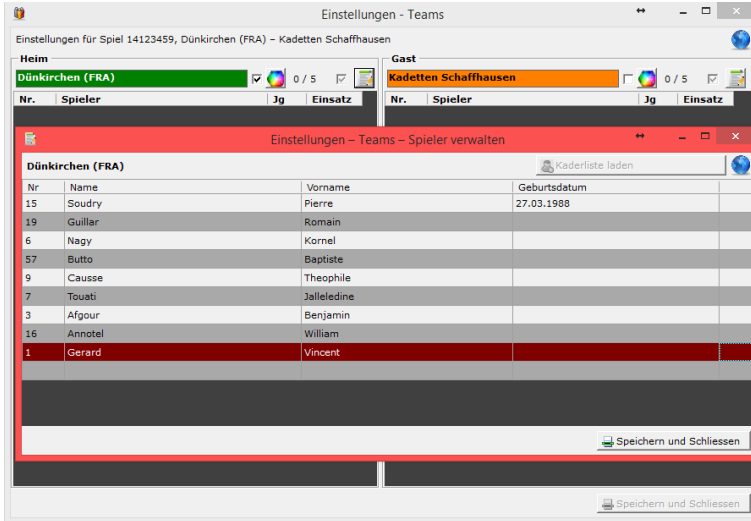 Einstellungen - Teams
Einstellungen für Spiel 14123459, Dünkirchen (FRA) – Kadetten Schaffhausen
Heim
Gast
Dünkirchen (FRA) 0 / 5
Kadetten Schaffhausen 0 / 5
Nr. Spieler Jg Einsatz
Nr. Spieler Jg Einsatz
Einstellungen – Teams – Spieler verwalten
Dünkirchen (FRA) Kaderliste laden
Nr Name Vorname Geburtsdatum
15 Soudry Pierre 27.03.1988
19 Guillar Romain
6 Nagy Kornel
57 Butto Baptiste
9 Causse Theophile
7 Touati Jalleledine
3 Afgour Benjamin
16 Annotel William
1 Gerard Vincent
Speichern und Schliessen
Speichern und Schliessen